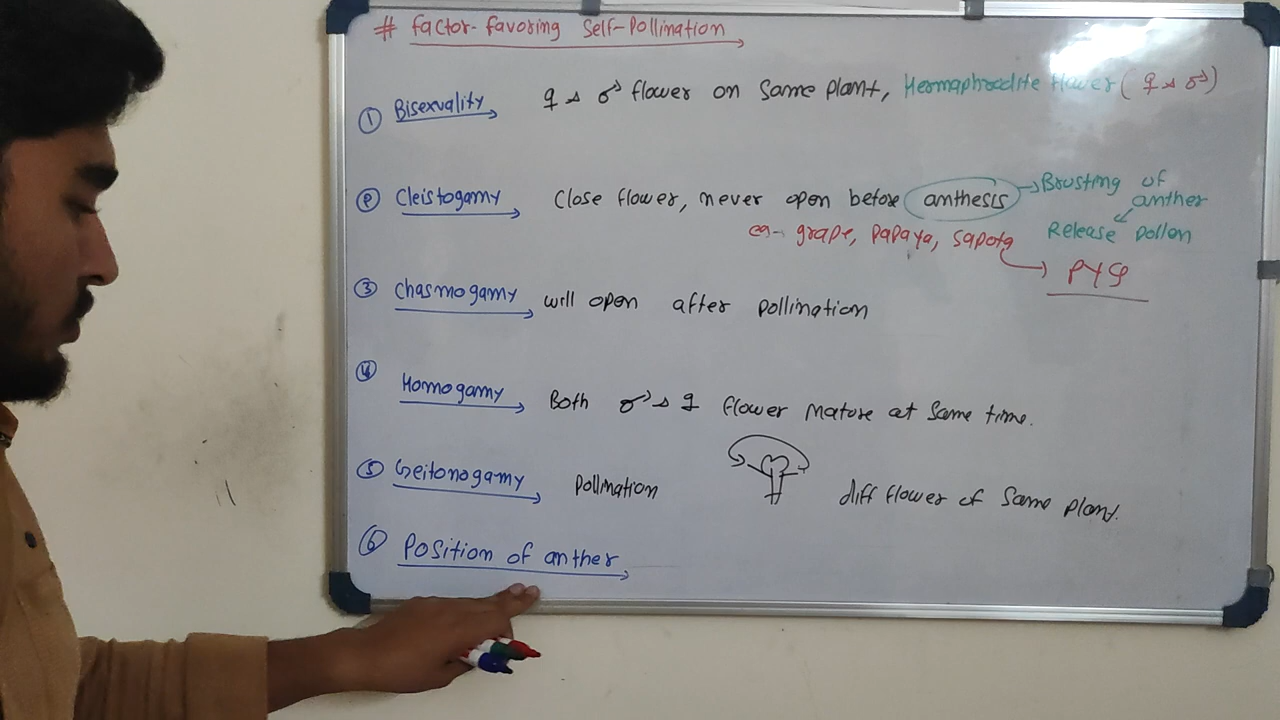 # factor-favoring Self-Pollination
① Bisexuality ♀ & ♂ flower on same plant, Hermaphrodite flower (♀ & ♂)
② Cleistogamy Close flower, never open before anthesis → Brusting of anther
Release pollen
eg- grape, papaya, sapota → PYQ
③ Chasmogamy will open after pollination
④ Homogamy Both ♂ & ♀ flower mature at same time.
⑤ Geitonogamy Pollination diff flower of same plant.
⑥ Position of anther